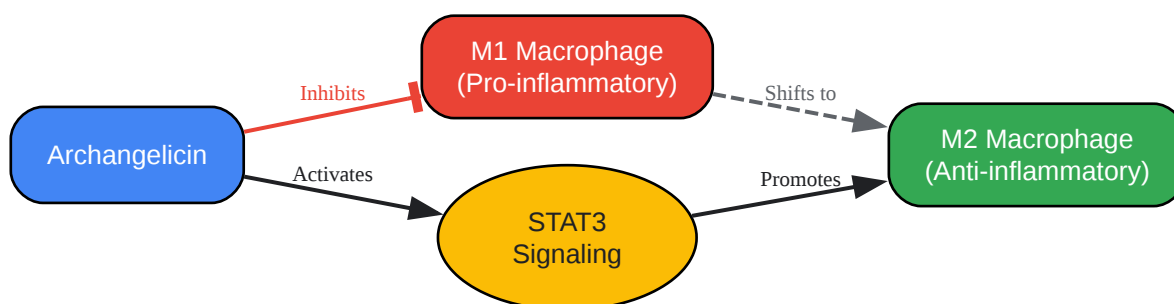 M1 Macrophage
(Pro-inflammatory)
Inhibits
Shifts to
Archangelicin
M2 Macrophage
(Anti-inflammatory)
Activates
Promotes
STAT3
Signaling